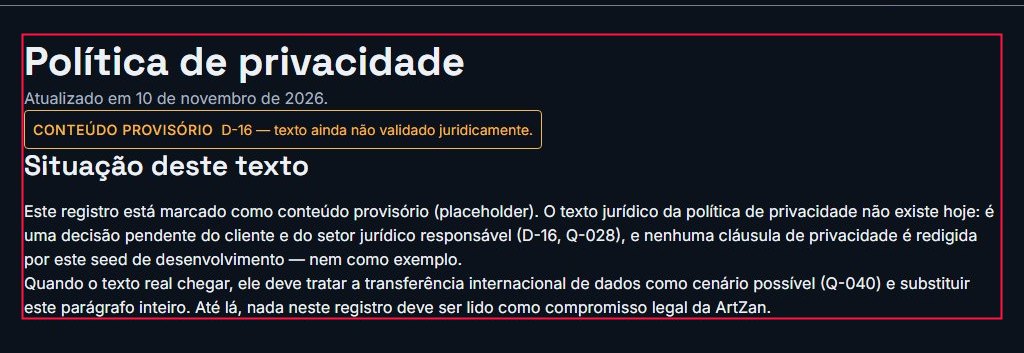 Política de privacidade
Atualizado em 10 de novembro de 2026.
CONTEÚDO PROVISÓRIO D-16 — texto ainda não validado juridicamente.
Situação deste texto
Este registro está marcado como conteúdo provisório (placeholder). O texto jurídico da política de privacidade não existe hoje: é
uma decisão pendente do cliente e do setor jurídico responsável (D-16, Q-028), e nenhuma cláusula de privacidade é redigida
por este seed de desenvolvimento — nem como exemplo.
Quando o texto real chegar, ele deve tratar a transferência internacional de dados como cenário possível (Q-040) e substituir
este parágrafo inteiro. Até lá, nada neste registro deve ser lido como compromisso legal da ArtZan.